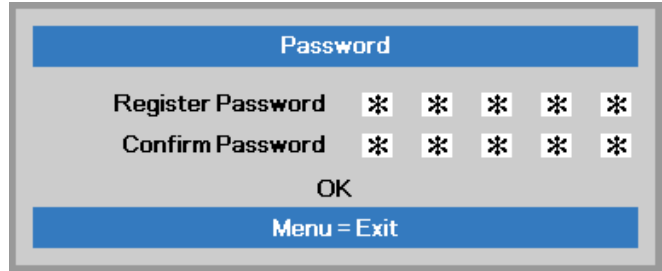 Password
Register Password * * * * *
Confirm Password * * * * *
OK
Menu = Exit